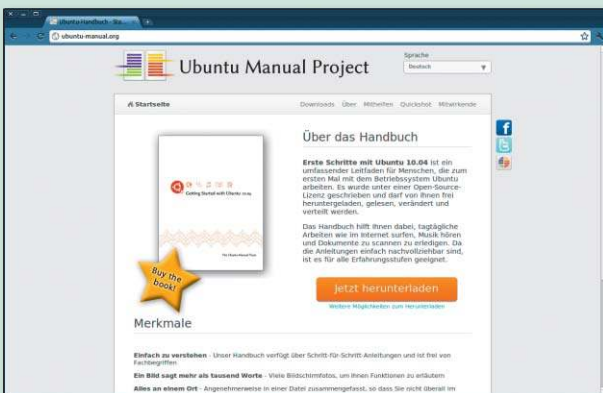 Ubuntu Handbuch - Sta...
ubuntu-manual.org
Ubuntu Manual Project
Sprache
Deutsch
Startseite
Downloads Über Mithelfen Quickshot Mitwirkende
Über das Handbuch
Erste Schritte mit Ubuntu 10.04 ist ein
umfassender Leitfaden für Menschen, die zum
ersten Mal mit dem Betriebssystem Ubuntu
arbeiten. Es wurde unter einer Open-Source-
Lizenz geschrieben und darf von Ihnen frei
heruntergeladen, gelesen, verändert und
verteilt werden.
Das Handbuch hilft Ihnen dabei, tagtägliche
Arbeiten wie im Internet surfen, Musik hören
und Dokumente zu scannen zu erledigen. Da
die Anleitungen einfach nachvollziehbar sind,
ist es für alle Erfahrungsstufen geeignet.
Getting Started with Ubuntu 10.04
The Ubuntu Manual Team
Buy the
book!
Jetzt herunterladen
Weitere Möglichkeiten zum Herunterladen
Merkmale
Einfach zu verstehen - Unser Handbuch verfügt über Schritt-für-Schritt-Anleitungen und ist frei von
Fachbegriffen
Ein Bild sagt mehr als tausend Worte - Viele Bildschirmfotos, um Ihnen Funktionen zu erläutern
Alles an einem Ort - Angenehmerweise in einer Datei zusammengefasst, so dass Sie nicht überall im